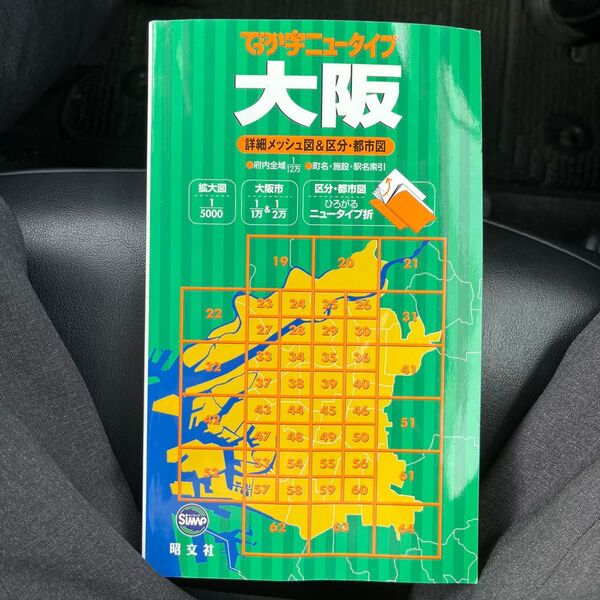 でっか字ニュータイプ
大阪
詳細メッシュ図&区分・都市図
●府内全域1/12万 ●町名・施設・駅名索引
拡大図 大阪市 区分・都市図
1/5000 1/1万&1/2万 ひろがる
ニュータイプ折
19 20 21
22 23 24 25 26 31
27 28 29 30
32 33 34 35 36 41
37 38 39 40
42 43 44 45 46 51
47 48 49 50
52 53 54 55 56 61
57 58 59 60
62 63 64
SiMAP
昭文社